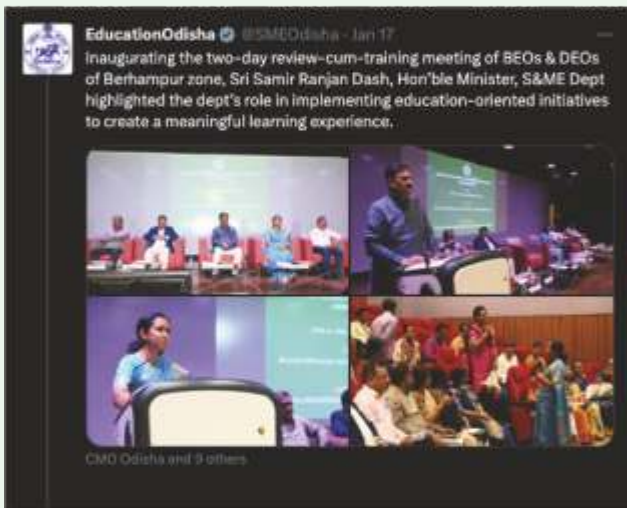 EducationOdisha @SMEOdisha · Jan 17
Inaugurating the two-day review-cum-training meeting of BEOs & DEOs
of Berhampur zone, Sri Samir Ranjan Dash, Hon'ble Minister, S&ME Dept
highlighted the dept's role in implementing education-oriented initiatives
to create a meaningful learning experience.
CMO Odisha and 9 others